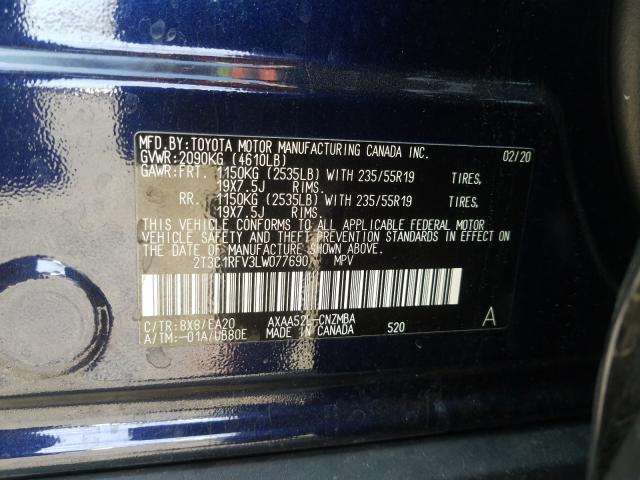 MFD.BY:TOYOTA MOTOR MANUFACTURING CANADA INC. 02/20
GVWR:2090KG (4610LB)
GAWR:FRT. 1150KG (2535LB) WITH 235/55R19 TIRES,
19X7.5J RIMS.
RR. 1150KG (2535LB) WITH 235/55R19 TIRES,
19X7.5J RIMS.
THIS VEHICLE CONFORMS TO ALL APPLICABLE FEDERAL MOTOR
VEHICLE SAFETY AND THEFT PREVENTION STANDARDS IN EFFECT ON
THE DATE OF MANUFACTURE SHOWN ABOVE.
2T3C1RFV3LW077690 MPV
C/TR:BX8/EA20 AXAA52L-CNZMBA
A/TM:-01A/UB80E MADE IN CANADA 520 A